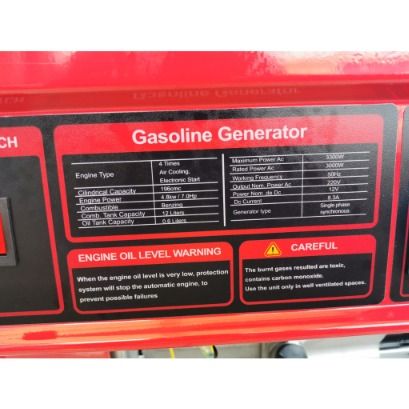 Gasoline Generator
CH
Gasoline Generator
Engine Type
4 Times
Air Cooling,
Electronic Start
Cilindrical Capacity 196cmc
Engine Power 4.8kw / 7.0Hp
Combustible Benzine
Comb. Tank Capacity 12 Liters
Oil Tank Capacity 0.6 Liters
Maximum Power Ac 3300W
Rated Power Ac 3000W
Working Frequency 50Hz
Output Nom. Power Ac 220V
Power Nom. de Dc 12V
Dc Current 8.3A
Generator type
Single phase
synchronous
ENGINE OIL LEVEL WARNING
When the engine oil level is very low, protection
system will stop the automatic engine, to
prevent possible failures
CAREFUL
The burnt gases resulted are toxic,
contains carbon monoxide.
Use the unit only in well ventilated spaces.